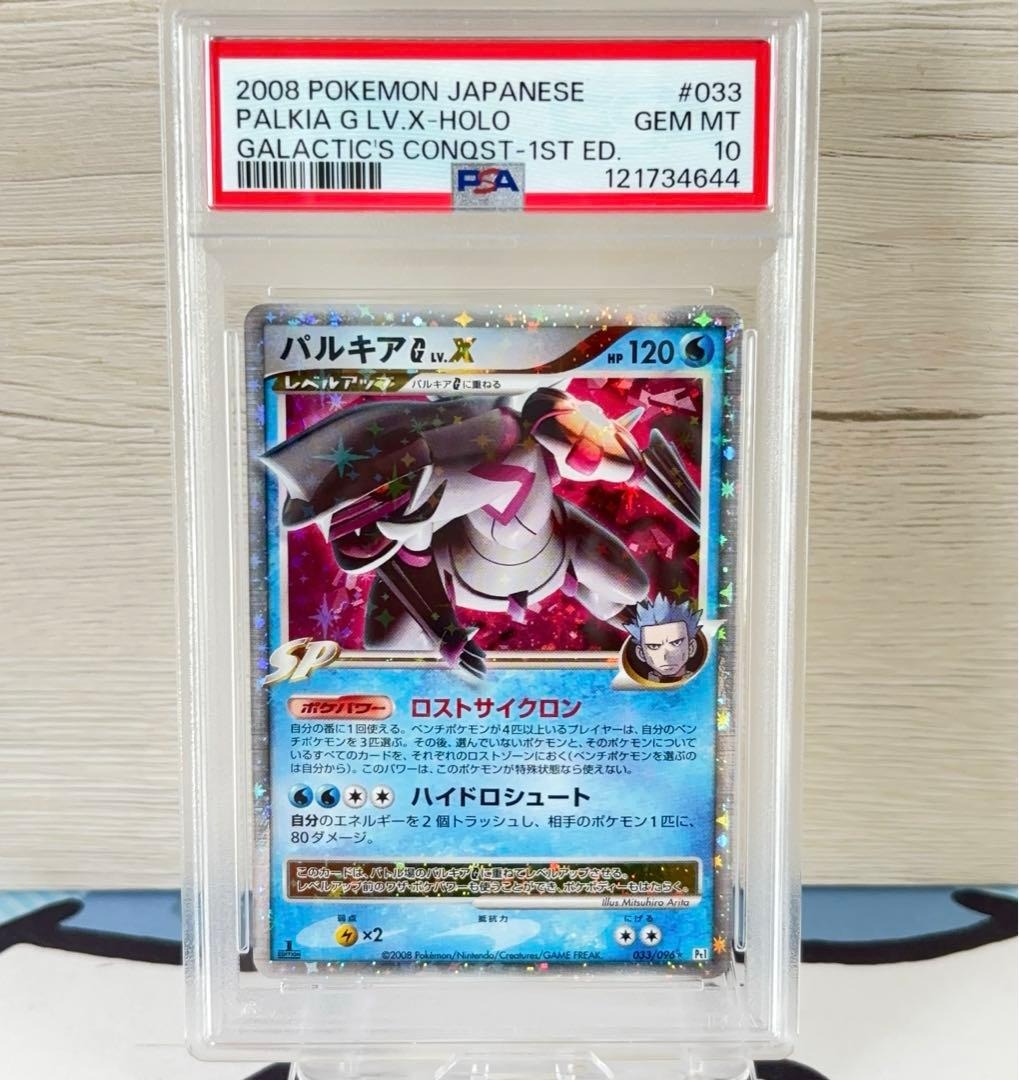 2008 POKEMON JAPANESE #033
PALKIA G LV.X-HOLO GEM MT
GALACTIC'S CONQST-1ST ED. 10
PSA 121734644
パルキアG LV.X HP 120
レベルアップ パルキアGに重ねる
SP
ポケパワー ロストサイクロン
自分の番に1回使える。ベンチポケモンが4匹以上いるプレイヤーは、自分のベン
チポケモンを3匹選ぶ。その後、選んでいないポケモンと、そのポケモンについて
いるすべてのカードを、それぞれのロストゾーンにおく(ベンチポケモンを選ぶの
は自分から)。このパワーは、このポケモンが特殊状態なら使えない。
ハイドロシュート
自分のエネルギーを2個トラッシュし、相手のポケモン1匹に、
80ダメージ。
このカードは、バトル場のパルキアGに重ねてレベルアップさせる。
レベルアップ前のワザ・ポケパワーも使うことができ、ポケボディーもはたらく。
Illus. Mitsuhiro Arita
弱点 抵抗力 にげる
×2
1 EDITION ©2008 Pokémon/Nintendo/Creatures/GAME FREAK. 033/096 Pt1